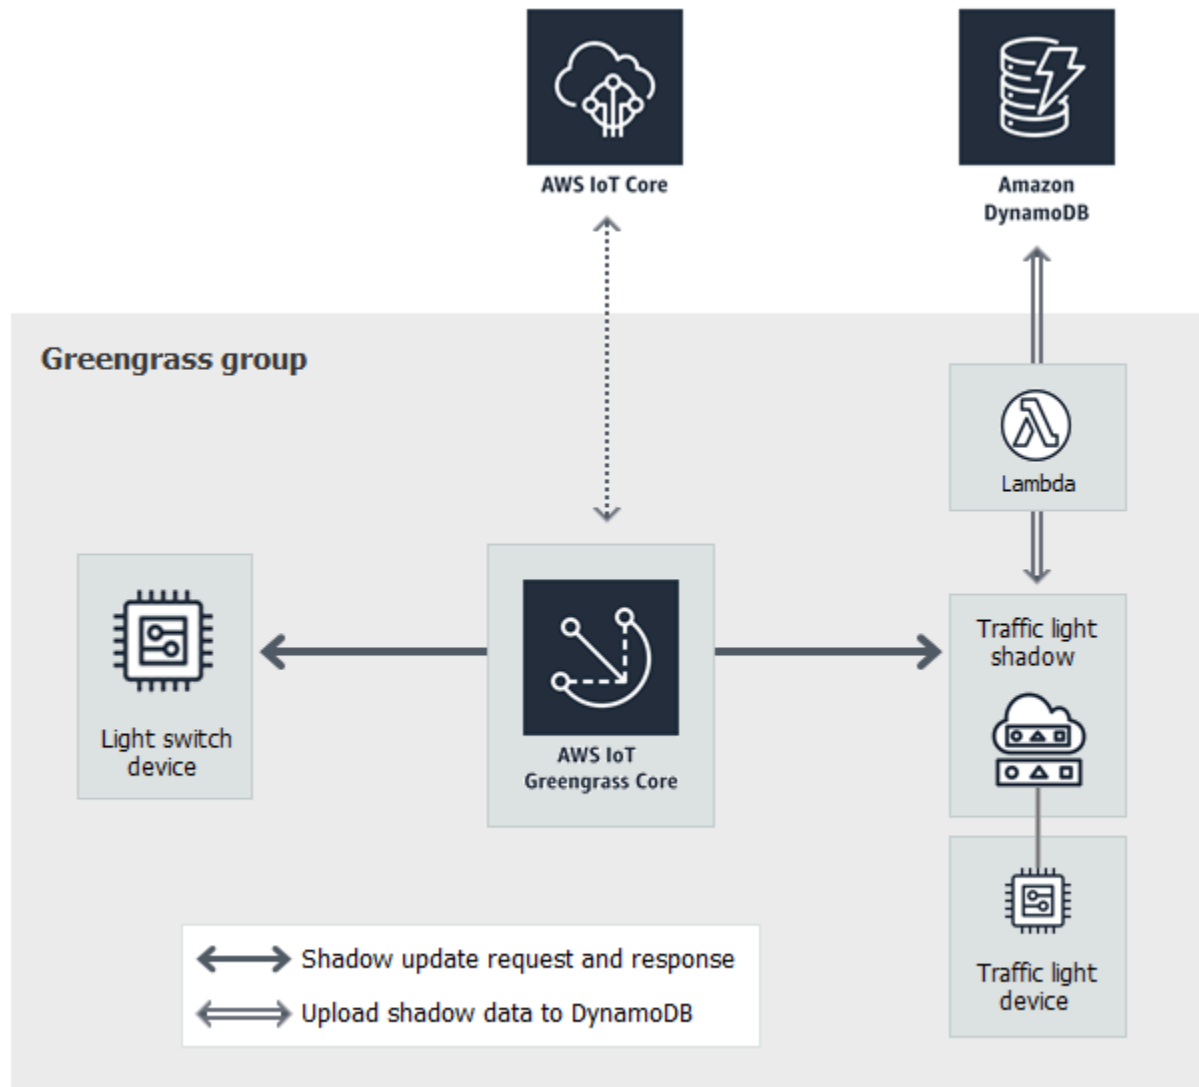 AWS IoT Core
Amazon
DynamoDB
Greengrass group
Lambda
Light switch
device
AWS IoT
Greengrass Core
Traffic light
shadow
Traffic light
device
Shadow update request and response
Upload shadow data to DynamoDB